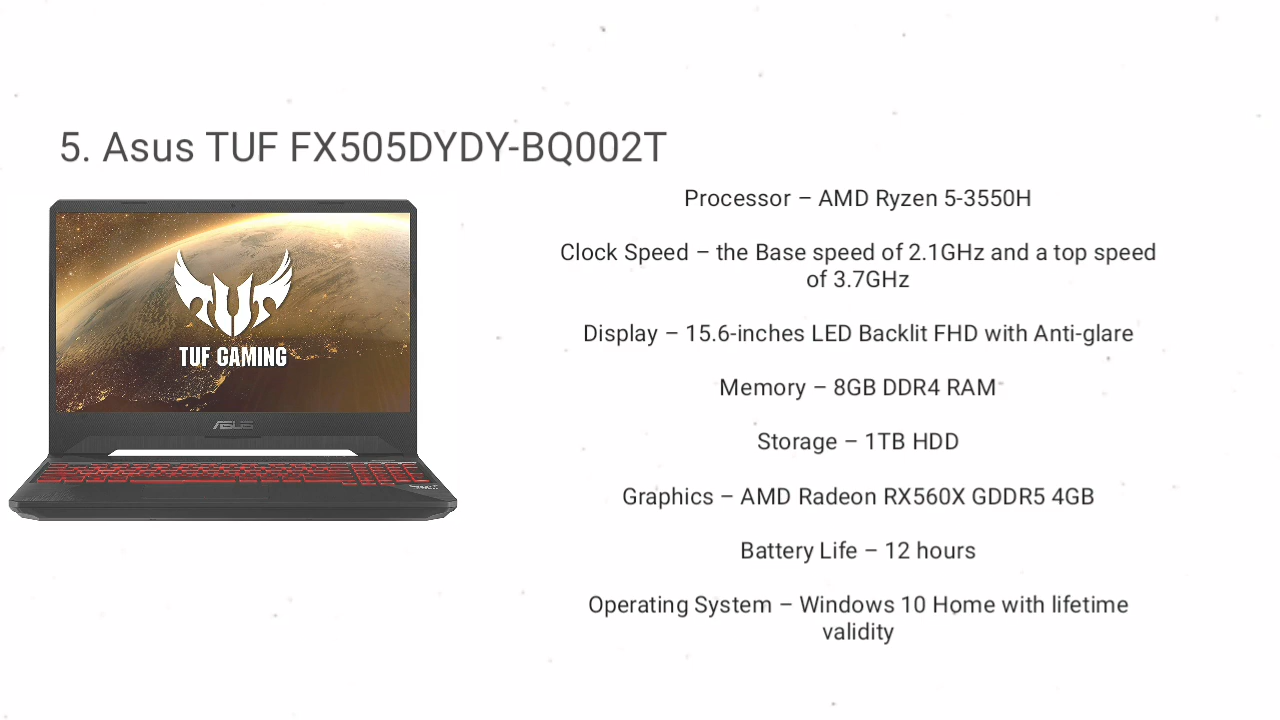 5. Asus TUF FX505DYDY-BQ002T
TUF GAMING
ASUS
Processor – AMD Ryzen 5-3550H
Clock Speed – the Base speed of 2.1GHz and a top speed
of 3.7GHz
Display – 15.6-inches LED Backlit FHD with Anti-glare
Memory – 8GB DDR4 RAM
Storage – 1TB HDD
Graphics – AMD Radeon RX560X GDDR5 4GB
Battery Life – 12 hours
Operating System – Windows 10 Home with lifetime
validity